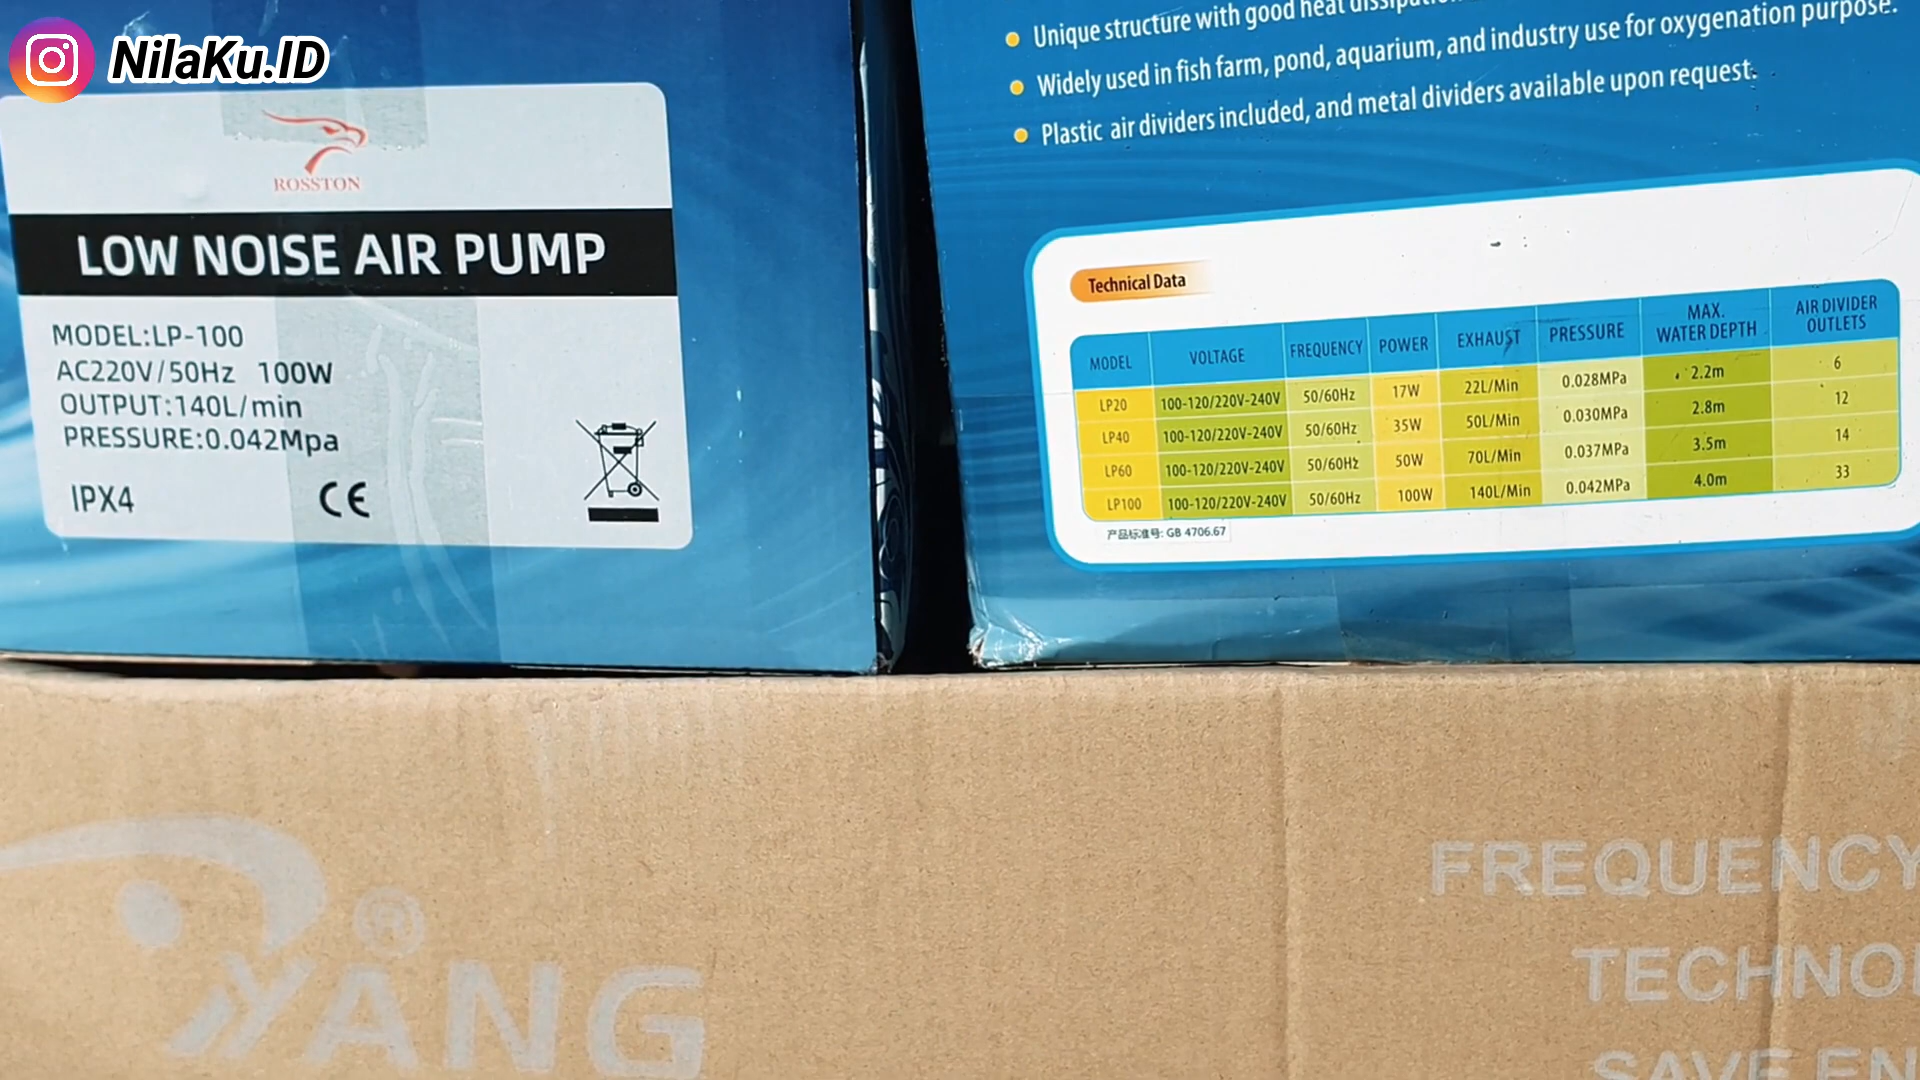 NilaKu.ID
ROSSTON
LOW NOISE AIR PUMP
MODEL:LP-100
AC220V/50Hz 100W
OUTPUT:140L/min
PRESSURE:0.042Mpa
IPX4 CE
Unique structure with good heat
Widely used in fish farm, pond, aquarium, and industry use for oxygenation purpose.
Plastic air dividers included, and metal dividers available upon request.
Technical Data
MODEL VOLTAGE FREQUENCY POWER EXHAUST PRESSURE MAX. WATER DEPTH AIR DIVIDER OUTLETS
LP20 100-120/220V-240V 50/60Hz 17W 22L/Min 0.028MPa 2.2m 6
LP40 100-120/220V-240V 50/60Hz 35W 50L/Min 0.030MPa 2.8m 12
LP60 100-120/220V-240V 50/60Hz 50W 70L/Min 0.037MPa 3.5m 14
LP100 100-120/220V-240V 50/60Hz 100W 140L/Min 0.042MPa 4.0m 33
产品标准号: GB 4706.67
YANG®
FREQUENCY
TECHNO
SAVE EN